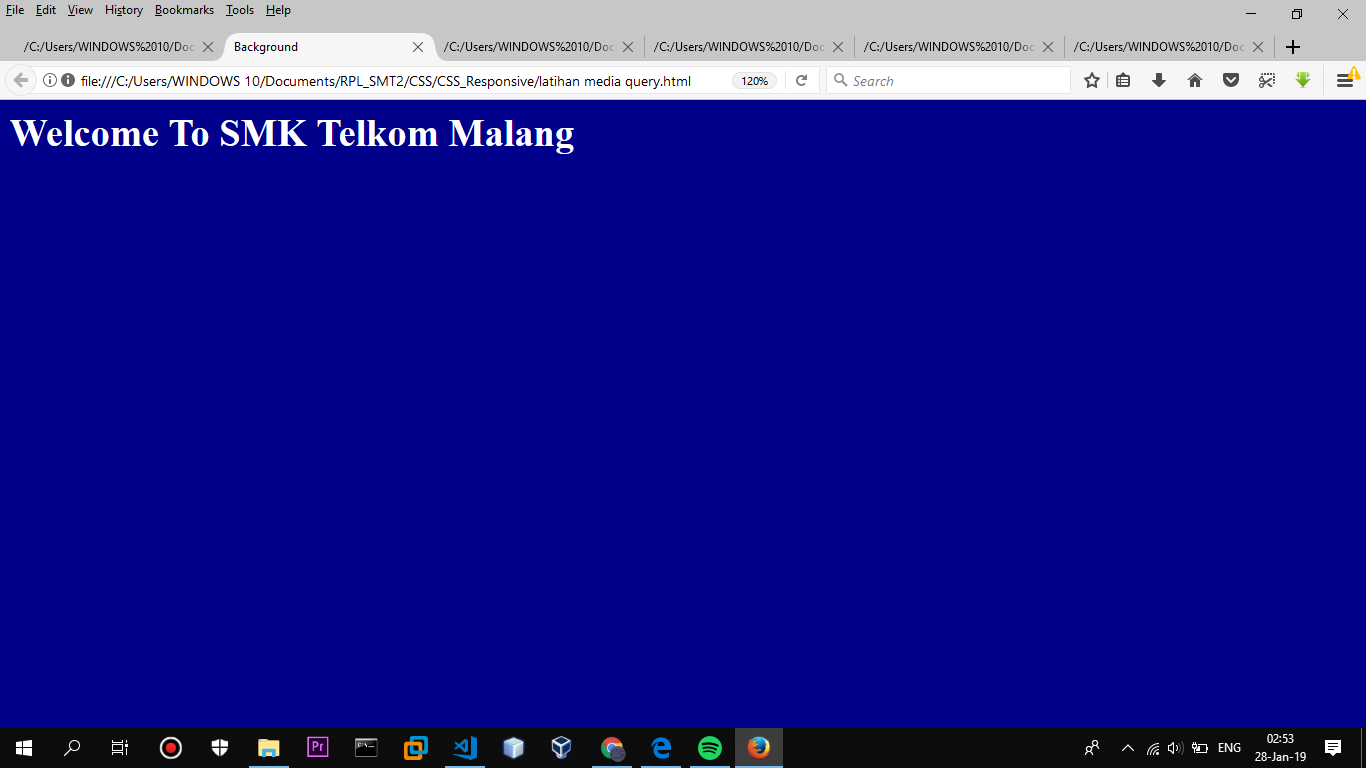 File Edit View History Bookmarks Tools Help
/C:/Users/WINDOWS%2010/Doc Background /C:/Users/WINDOWS%2010/Doc /C:/Users/WINDOWS%2010/Doc /C:/Users/WINDOWS%2010/Doc /C:/Users/WINDOWS%2010/Doc
file:///C:/Users/WINDOWS 10/Documents/RPL_SMT2/CSS/CSS_Responsive/latihan media query.html 120% Search
Welcome To SMK Telkom Malang
Pr ENG 02:53
28-Jan-19